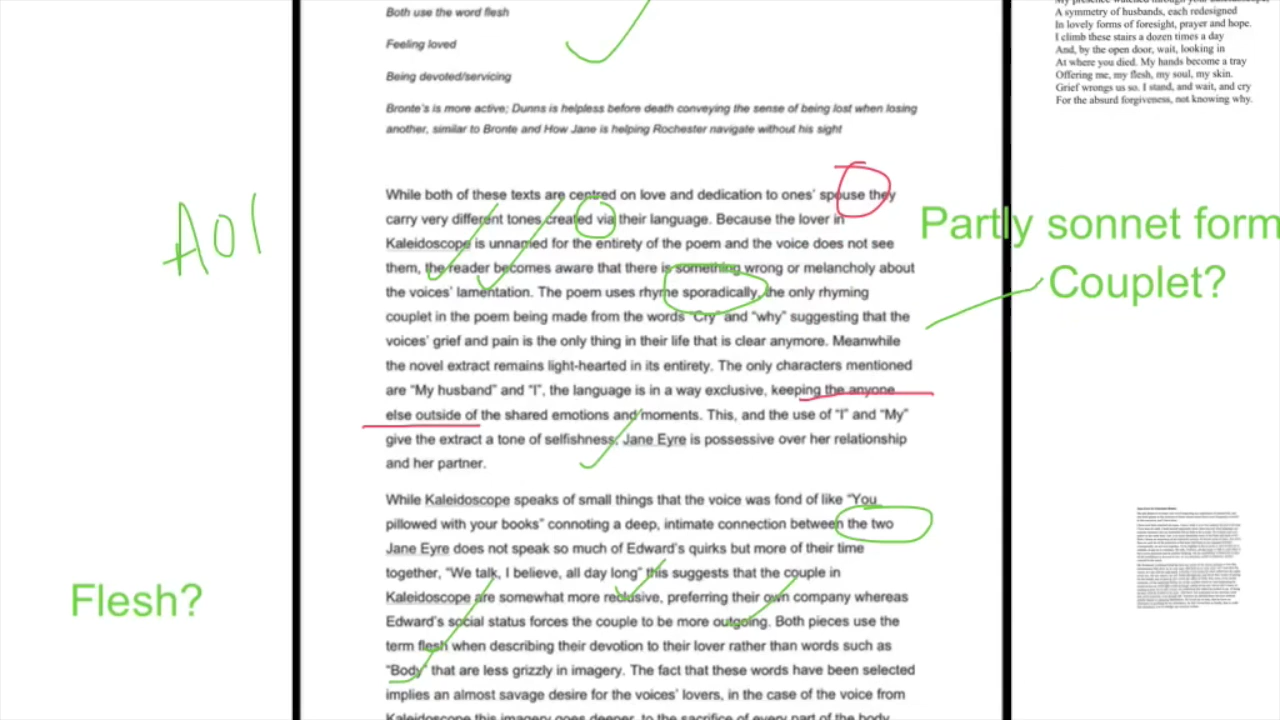 Both use the word flesh
Feeling loved
Being devoted/servicing
Bronte's is more active; Dunns is helpless before death conveying the sense of being lost when losing
another, similar to Bronte and How Jane is helping Rochester navigate without his sight
While both of these texts are centred on love and dedication to ones' spouse they
carry very different tones created via their language. Because the lover in
Kaleidoscope is unnamed for the entirety of the poem and the voice does not see
them, the reader becomes aware that there is something wrong or melancholy about
the voices' lamentation. The poem uses rhyme sporadically, the only rhyming
couplet in the poem being made from the words "Cry" and "why" suggesting that the
voices' grief and pain is the only thing in their life that is clear anymore. Meanwhile
the novel extract remains light-hearted in its entirety. The only characters mentioned
are "My husband" and "I", the language is in a way exclusive, keeping the anyone
else outside of the shared emotions and moments. This, and the use of "I" and "My"
give the extract a tone of selfishness; Jane Eyre is possessive over her relationship
and her partner.
While Kaleidoscope speaks of small things that the voice was fond of like "You
pillowed with your books" connoting a deep, intimate connection between the two
Jane Eyre does not speak so much of Edward's quirks but more of their time
together, "We talk, I believe, all day long" this suggests that the couple in
Kaleidoscope are somewhat more reclusive, preferring their own company whereas
Edward's social status forces the couple to be more outgoing. Both pieces use the
term flesh when describing their devotion to their lover rather than words such as
"Body" that are less grizzly in imagery. The fact that these words have been selected
implies an almost savage desire for the voices' lovers, in the case of the voice from
Kaleidoscope this imagery goes deeper, to the sacrifice of every part of the body
AO1
Flesh?
My presence watched through your kaleidoscope,
A symmetry of husbands, each redesigned
In lovely forms of foresight, prayer and hope.
I climb these stairs a dozen times a day
And, by the open door, wait, looking in
At where you died. My hands become a tray
Offering me, my flesh, my soul, my skin.
Grief wrongs us so. I stand, and wait, and cry
For the absurd forgiveness, not knowing why.
Partly sonnet form
Couplet?